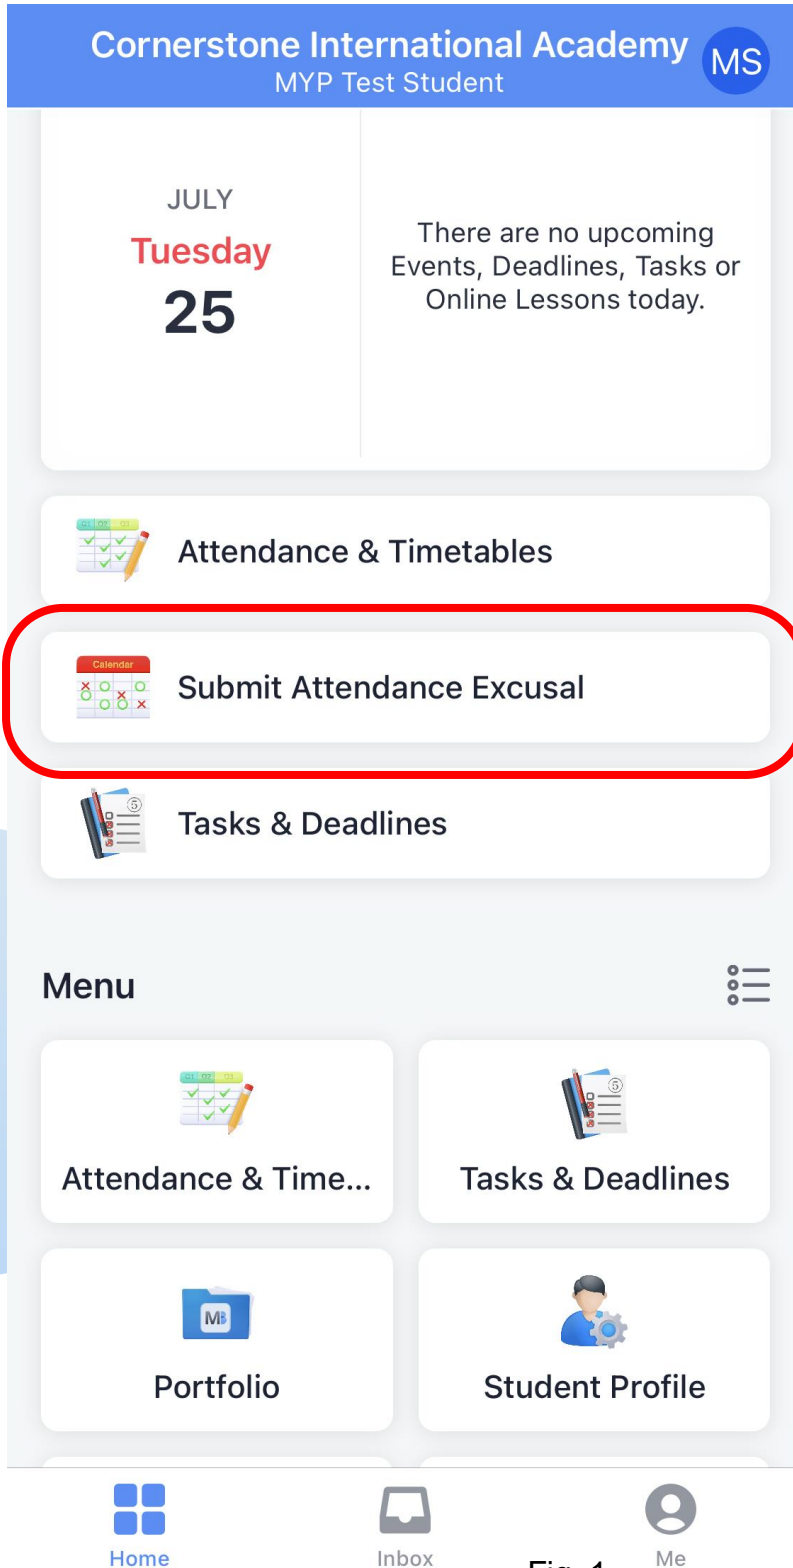 Cornerstone International Academy
MYP Test Student
MS
JULY
Tuesday
25
There are no upcoming
Events, Deadlines, Tasks or
Online Lessons today.
Attendance & Timetables
Calendar
Submit Attendance Excusal
5
Tasks & Deadlines
Menu
Attendance & Time...
5
Tasks & Deadlines
MB
Portfolio
Student Profile
Home
Inbox
Me